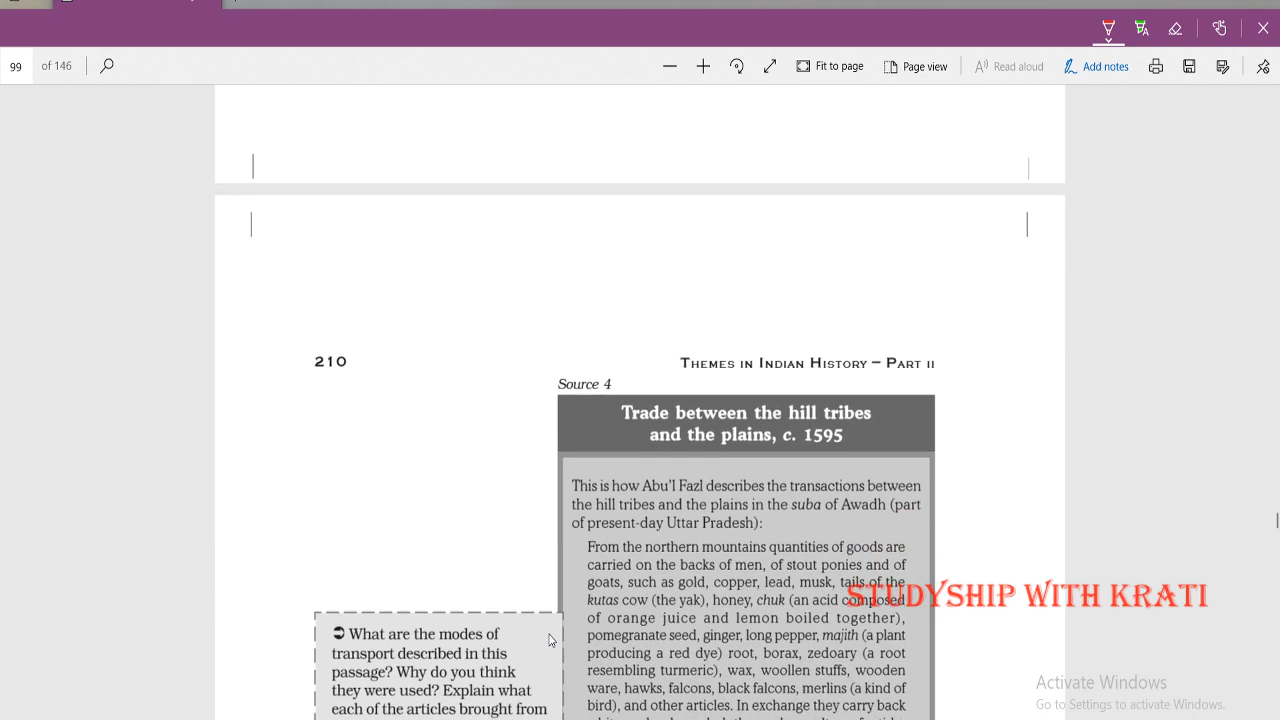 99 of 146
Fit to page
Page view
Read aloud
Add notes
210
Themes in Indian History – Part II
Source 4
Trade between the hill tribes
and the plains, c. 1595
This is how Abu'l Fazl describes the transactions between
the hill tribes and the plains in the suba of Awadh (part
of present-day Uttar Pradesh):
From the northern mountains quantities of goods are
carried on the backs of men, of stout ponies and of
goats, such as gold, copper, lead, musk, tails of the
kutas cow (the yak), honey, chuk (an acid composed
of orange juice and lemon boiled together),
pomegranate seed, ginger, long pepper, majith (a plant
producing a red dye) root, borax, zedoary (a root
resembling turmeric), wax, woollen stuffs, wooden
ware, hawks, falcons, black falcons, merlins (a kind of
bird), and other articles. In exchange they carry back
➲ What are the modes of
transport described in this
passage? Why do you think
they were used? Explain what
each of the articles brought from
STUDYSHIP WITH KRATI
Activate Windows
Go to Settings to activate Windows.